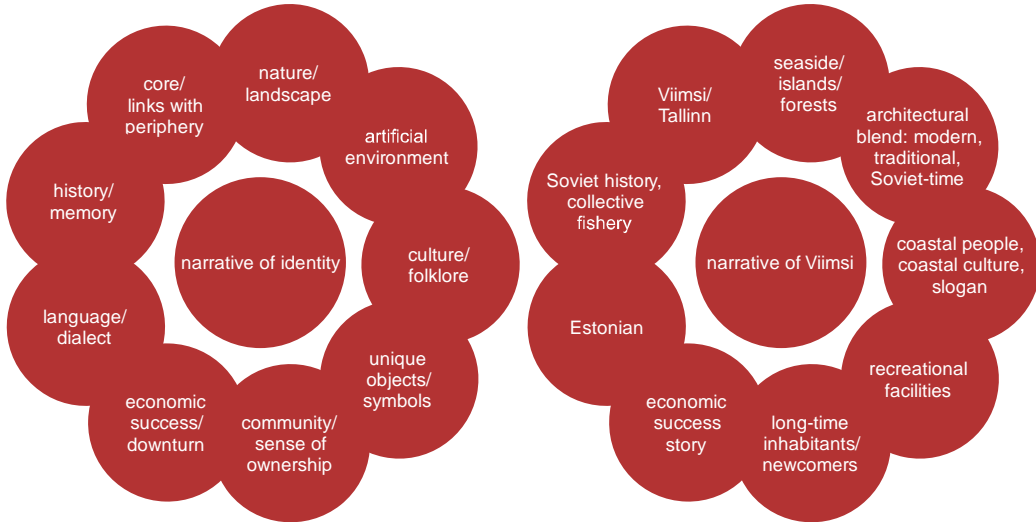 nature/
landscape
artificial
environment
culture/
folklore
unique
objects/
symbols
community/
sense of
ownership
economic
success/
downturn
language/
dialect
history/
memory
core/
links with
periphery
narrative of identity
seaside/
islands/
forests
architectural
blend: modern,
traditional,
Soviet-time
coastal people,
coastal culture,
slogan
recreational
facilities
long-time
inhabitants/
newcomers
economic
success
story
Estonian
Soviet history,
collective
fishery
Viimsi/
Tallinn
narrative of Viimsi